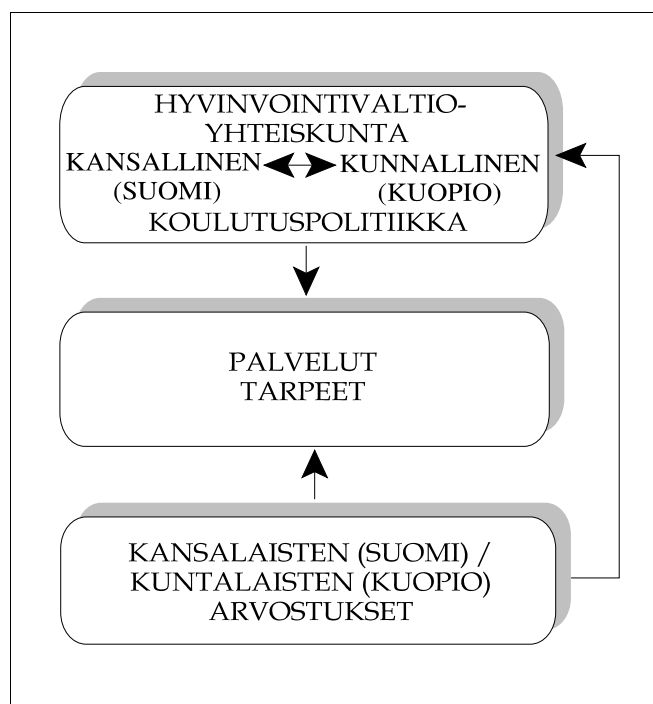 HYVINVOINTIVALTIO-
YHTEISKUNTA
KANSALLINEN KUNNALLINEN
(SUOMI) (KUOPIO)
KOULUTUSPOLITIIKKA
PALVELUT
TARPEET
KANSALAISTEN (SUOMI) /
KUNTALAISTEN (KUOPIO)
ARVOSTUKSET